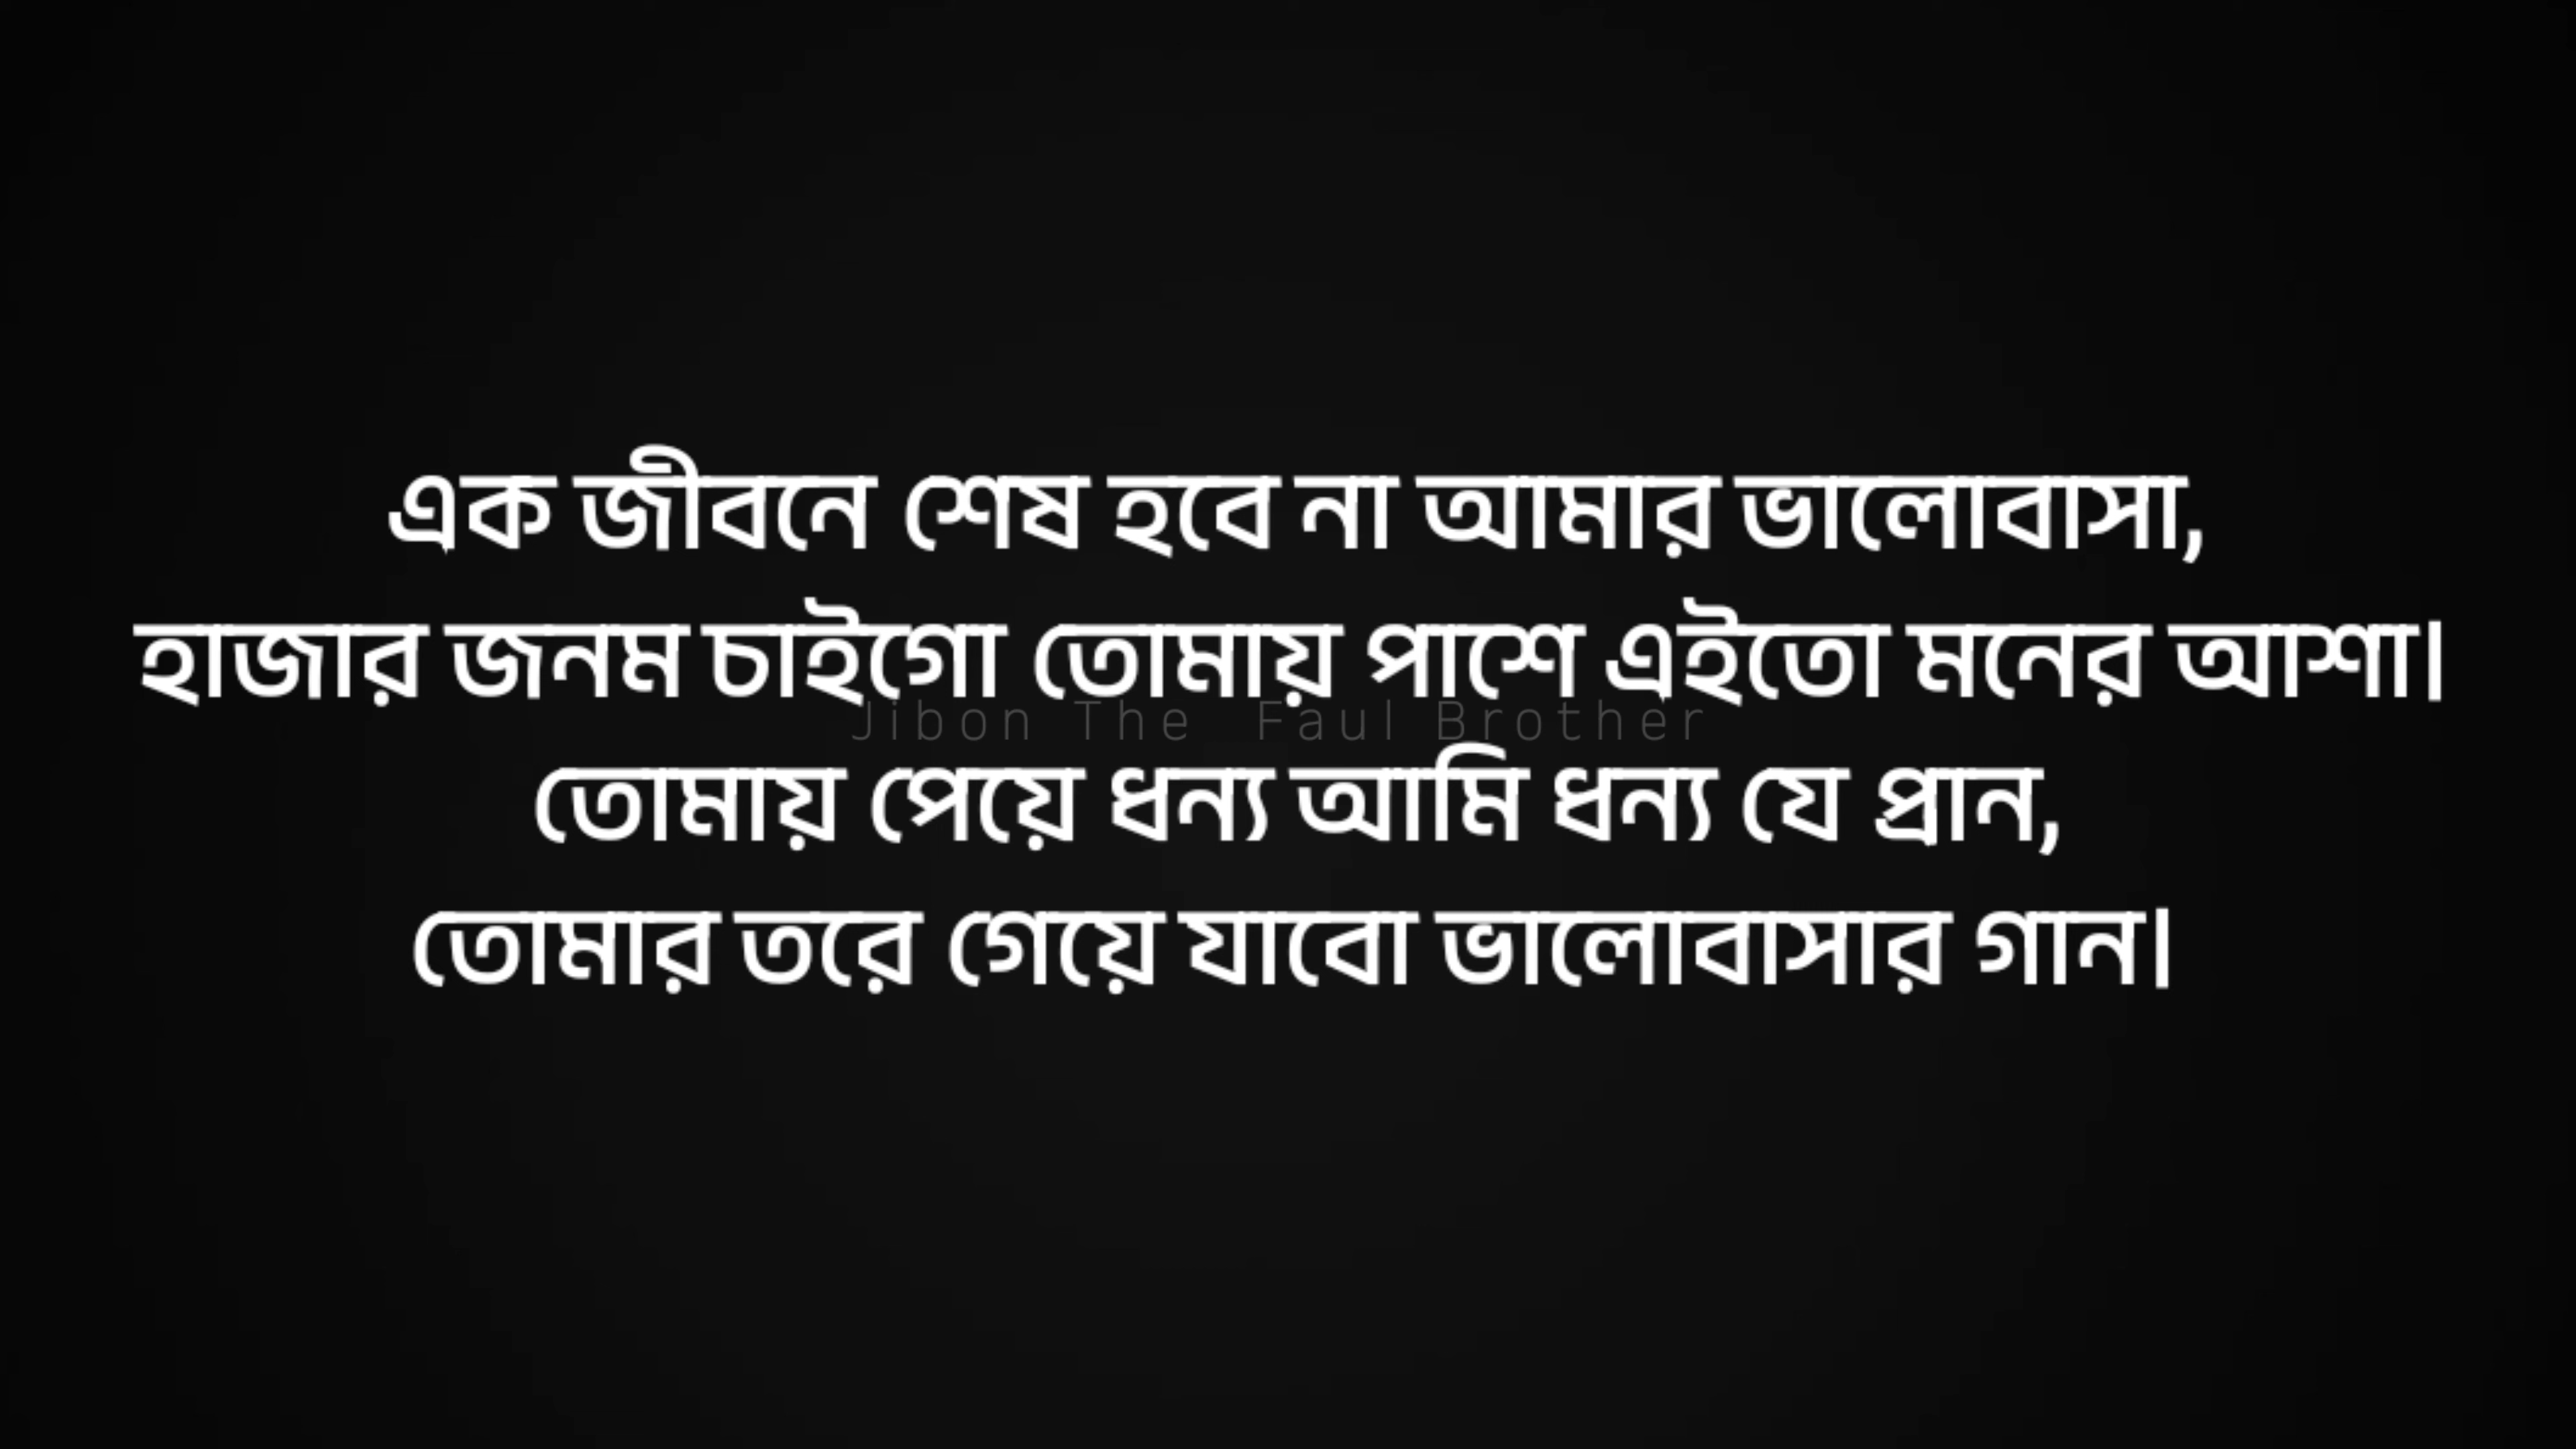 এক জীবনে শেষ হবে না আমার ভালোবাসা,
হাজার জনম চাইগো তোমায় পাশে এইতো মনের আশা।
Jibon The Faul Brother
তোমায় পেয়ে ধন্য আমি ধন্য যে প্রান,
তোমার তরে গেয়ে যাবো ভালোবাসার গান।